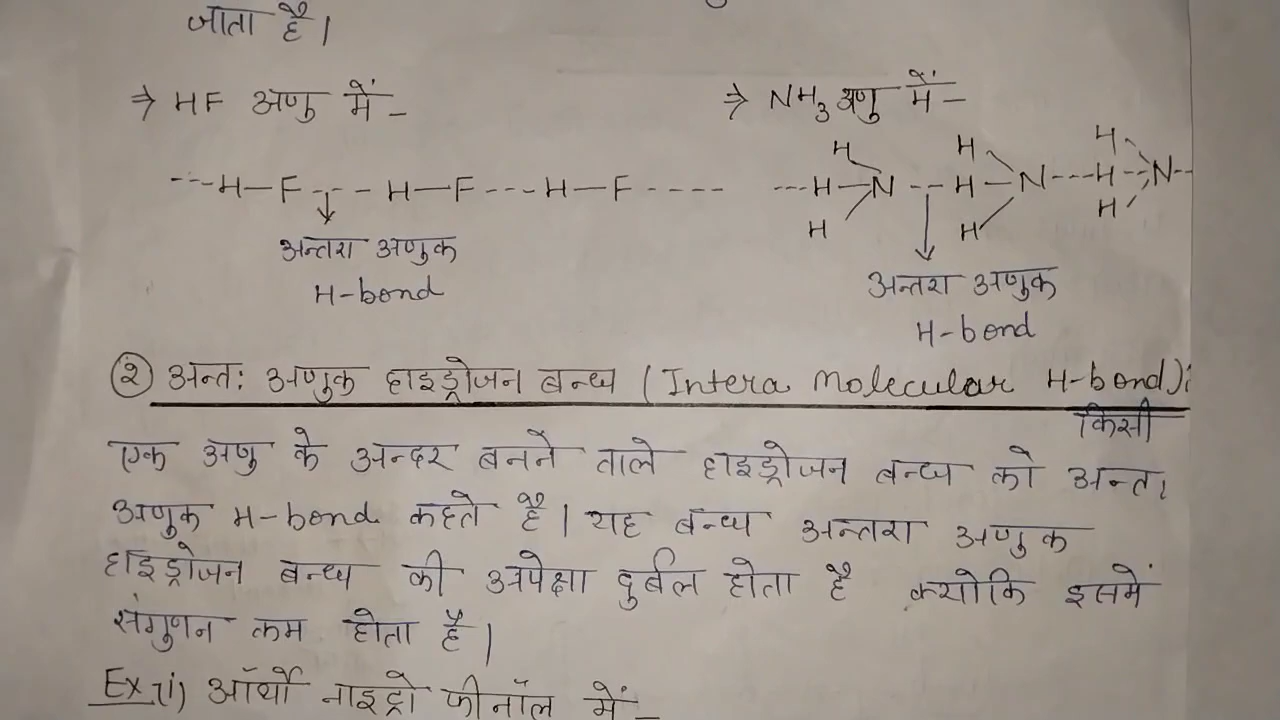 जाता है।
⇒ HF अणु में-
---H-F---H-F---H-F----
अन्तरा अणुक
H-bond
⇒ NH3 अणु में-
H H H
---H-N---H-N---H--N--
H H H
अन्तरा अणुक
H-bond
② अन्तः अणुक हाइड्रोजन बन्ध (Intera Molecular H-bond):
किसी
एक अणु के अन्दर बनने वाले हाइड्रोजन बन्ध को अन्तः
अणुक H-bond कहते है। यह बन्ध अन्तरा अणुक
हाइड्रोजन बन्ध की अपेक्षा दुर्बल होता है क्योकि इसमें
संगुणन कम होता है।
Ex-(i) ऑर्थो नाइट्रो फीनॉल में-